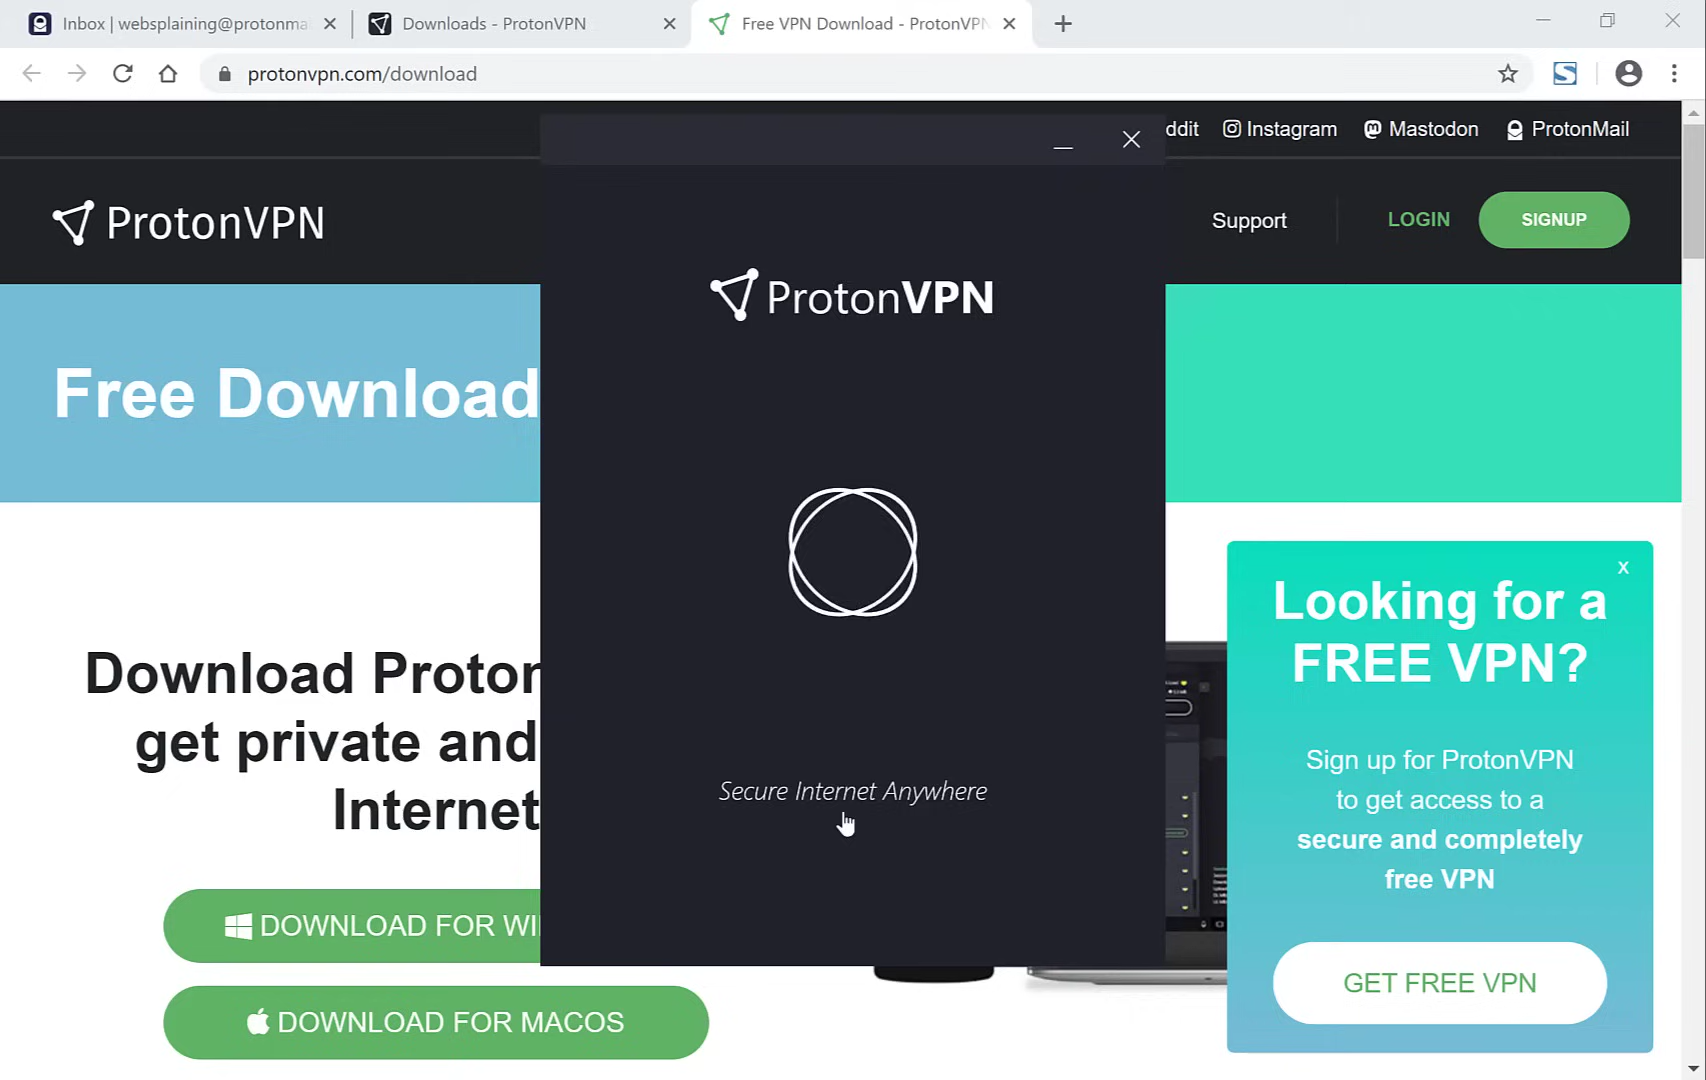 Inbox | websplaining@protonma
Downloads - ProtonVPN
Free VPN Download - ProtonVPN
protonvpn.com/download
ddit
Instagram
Mastodon
ProtonMail
ProtonVPN
Support
LOGIN
SIGNUP
ProtonVPN
Free Download
Download Proton
get private and
Internet
Secure Internet Anywhere
DOWNLOAD FOR WI
DOWNLOAD FOR MACOS
x
Looking for a
FREE VPN?
Sign up for ProtonVPN
to get access to a
secure and completely
free VPN
GET FREE VPN